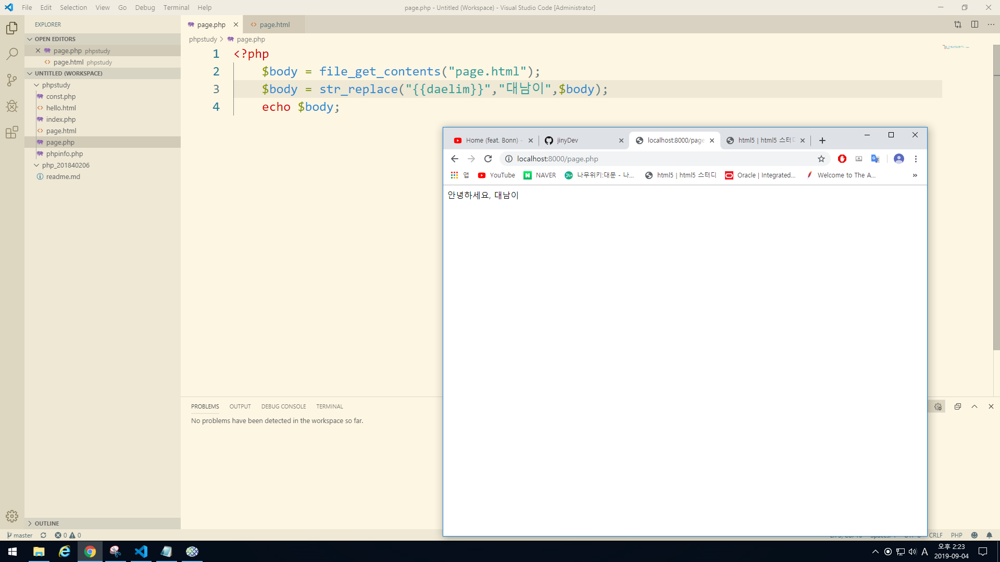 File Edit Selection View Go Debug Terminal Help
page.php - Untitled (Workspace) - Visual Studio Code [Administrator]
EXPLORER
OPEN EDITORS
page.php phpstudy
page.html phpstudy
UNTITLED (WORKSPACE)
phpstudy
const.php
hello.html
index.php
page.html
page.php
phpinfo.php
php_201840206
readme.md
OUTLINE
page.php
page.html
phpstudy > page.php
1 <?php
2 $body = file_get_contents("page.html");
3 $body = str_replace("{{daelim}}","대남이",$body);
4 echo $body;
Home (feat. Bonn) -
jinyDev
localhost:8000/page
html5 | html5 스터디
localhost:8000/page.php
앱 YouTube NAVER 나무위키:대문 - 나... html5 | html5 스터디 Oracle | Integrated... Welcome to The A... »
안녕하세요, 대남이
PROBLEMS OUTPUT DEBUG CONSOLE TERMINAL
No problems have been detected in the workspace so far.
master 0 0
CRLF PHP
A 오후 2:23
2019-09-04